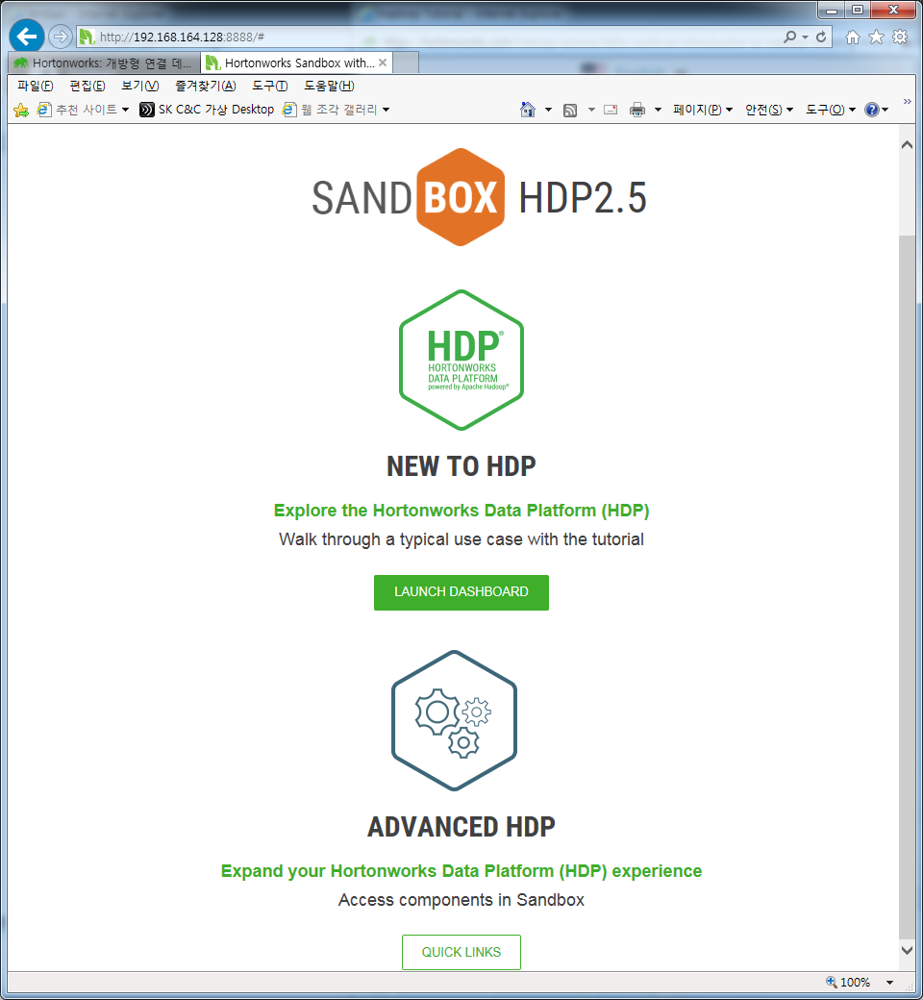 http://192.168.164.128:8888/#
Hortonworks: 개방형 연결 데...
Hortonworks Sandbox with...
파일(F) 편집(E) 보기(V) 즐겨찾기(A) 도구(T) 도움말(H)
추천 사이트 SK C&C 가상 Desktop 웹 조각 갤러리 페이지(P) 안전(S) 도구(O)
SANDBOX HDP2.5
HDP®
HORTONWORKS
DATA PLATFORM
powered by Apache Hadoop®
NEW TO HDP
Explore the Hortonworks Data Platform (HDP)
Walk through a typical use case with the tutorial
LAUNCH DASHBOARD
ADVANCED HDP
Expand your Hortonworks Data Platform (HDP) experience
Access components in Sandbox
QUICK LINKS
100%